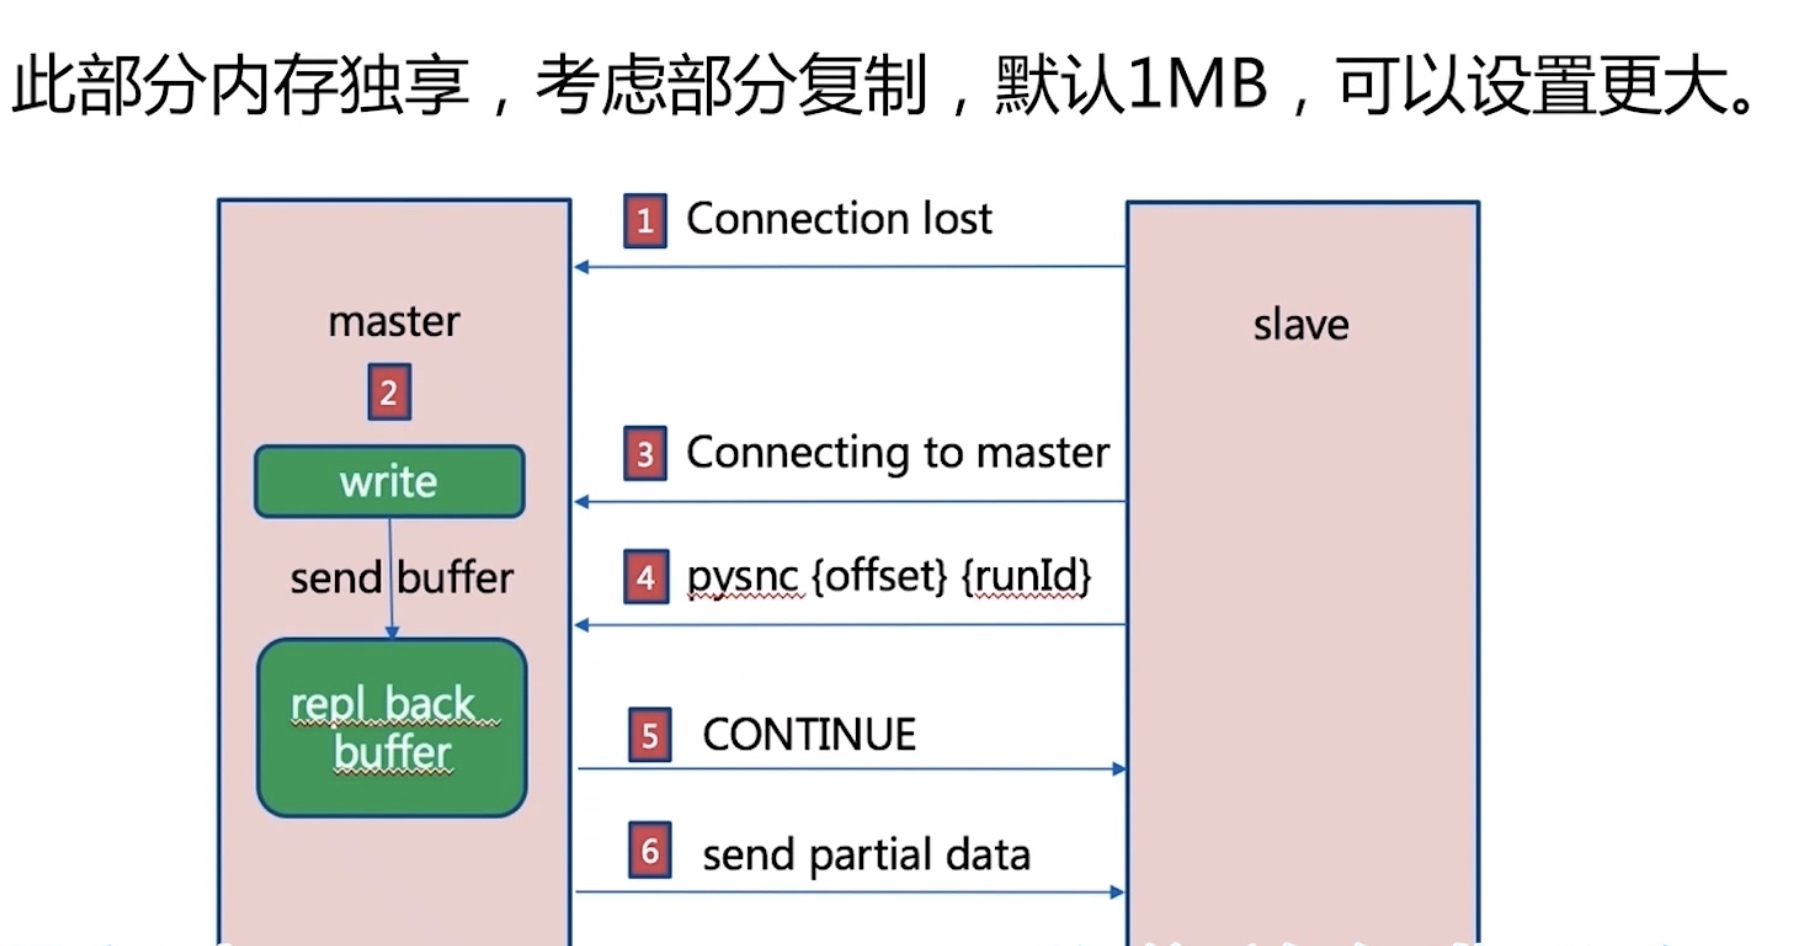 此部分内存独享，考虑部分复制，默认1MB，可以设置更大。
1 Connection lost
master
slave
2
write
3 Connecting to master
send buffer
4 pysnc {offset} {runId}
repl_back_
buffer
5 CONTINUE
6 send partial data